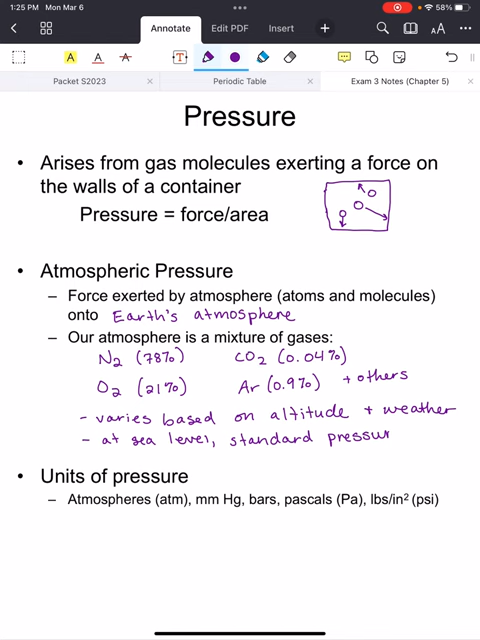 1:25 PM Mon Mar 6
58%
Annotate
Edit PDF
Insert
Packet S2023
Periodic Table
Exam 3 Notes (Chapter 5)
Pressure
• Arises from gas molecules exerting a force on
the walls of a container
Pressure = force/area
• Atmospheric Pressure
– Force exerted by atmosphere (atoms and molecules)
onto Earth's atmosphere
– Our atmosphere is a mixture of gases:
N2 (78%) CO2 (0.04%)
O2 (21%) Ar (0.9%) + others
- varies based on altitude + weather
- at sea level, standard pressur
• Units of pressure
– Atmospheres (atm), mm Hg, bars, pascals (Pa), lbs/in² (psi)